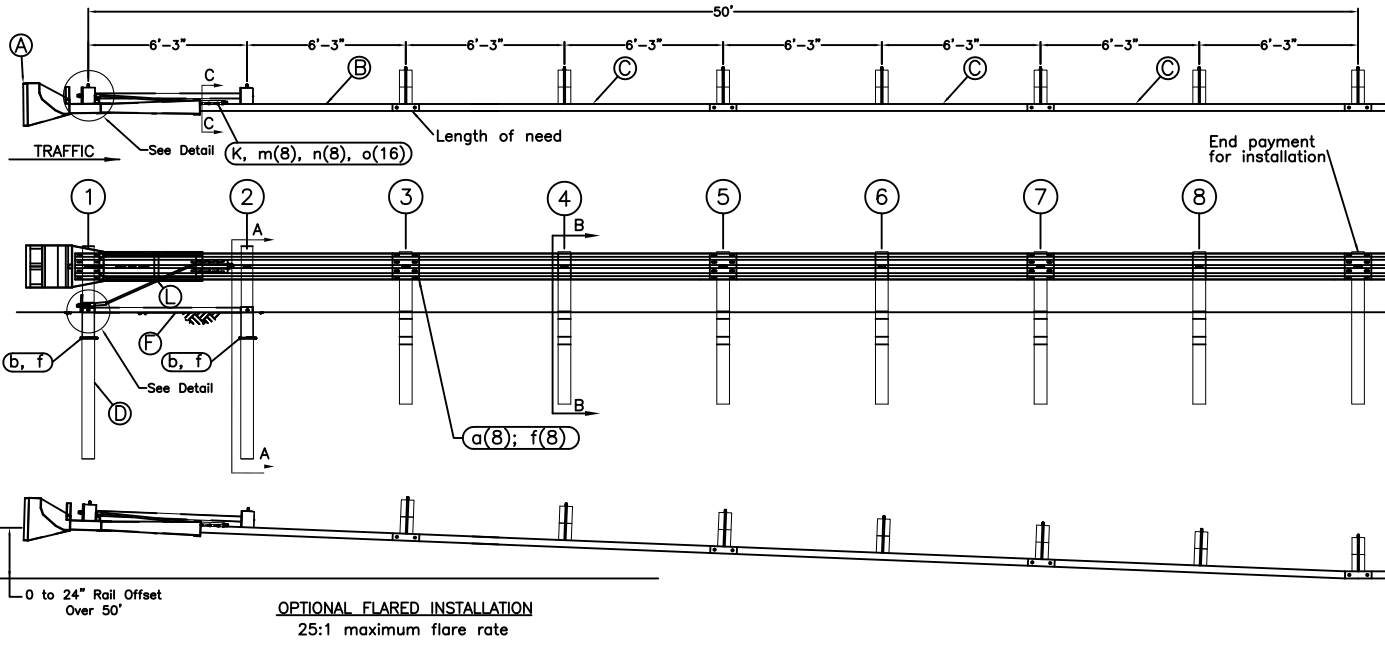 50'
6'-3" 6'-3" 6'-3" 6'-3" 6'-3" 6'-3" 6'-3" 6'-3"
A
C
B
C
C
C
C
TRAFFIC
See Detail
K, m(8), n(8), o(16)
Length of need
End payment
for installation
1 2 3 4 5 6 7 8
A
B
L
F
b, f
b, f
See Detail
D
B
a(8); f(8)
A
0 to 24" Rail Offset
Over 50'
OPTIONAL FLARED INSTALLATION
25:1 maximum flare rate